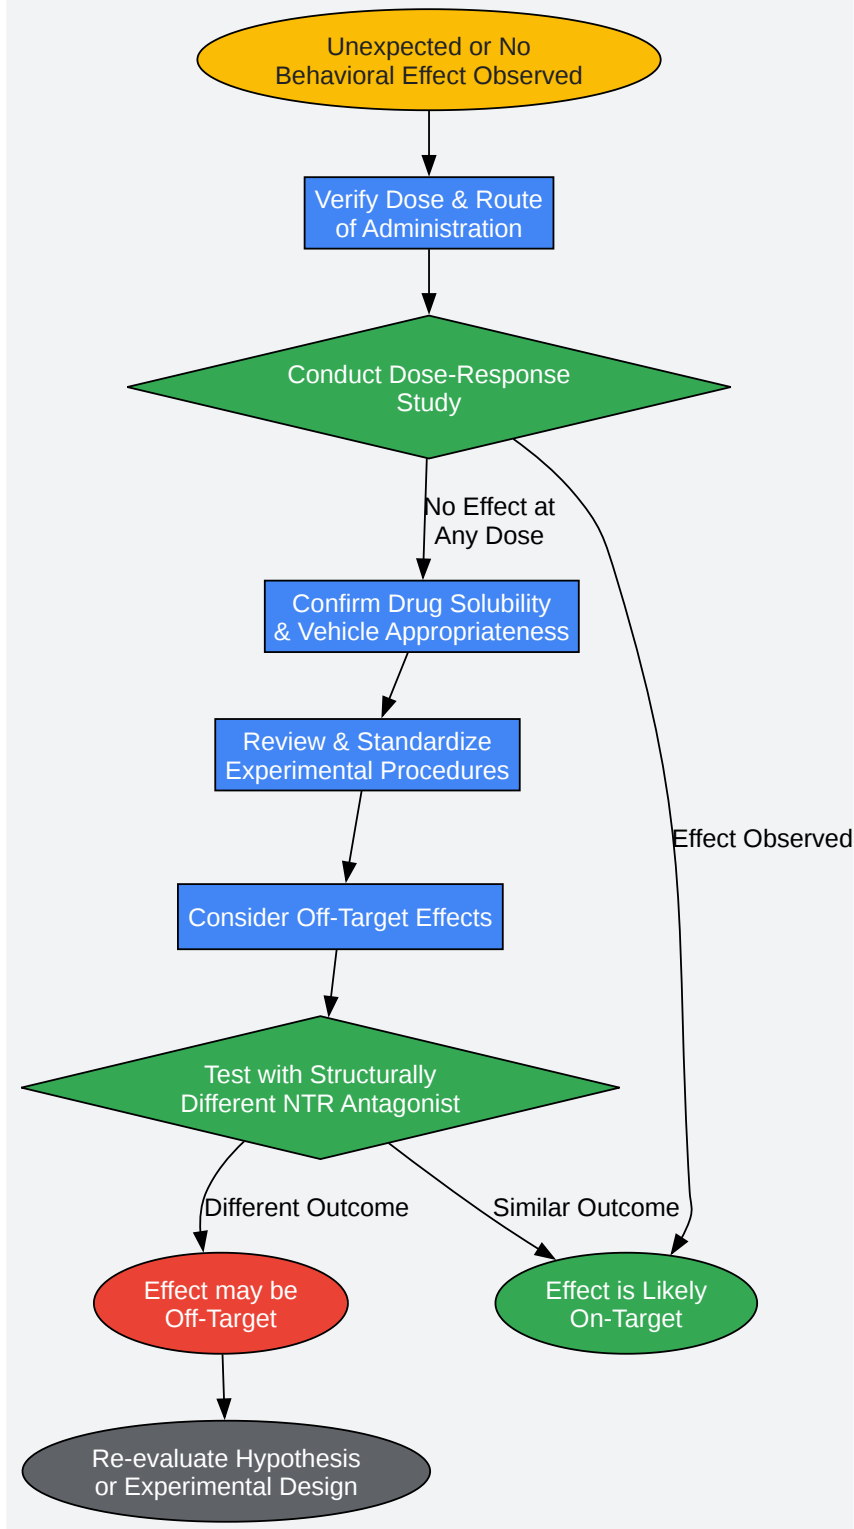 Unexpected or No
Behavioral Effect Observed
Verify Dose & Route
of Administration
Conduct Dose-Response
Study
No Effect at
Any Dose
Confirm Drug Solubility
& Vehicle Appropriateness
Review & Standardize
Experimental Procedures
Effect Observed
Consider Off-Target Effects
Test with Structurally
Different NTR Antagonist
Different Outcome
Similar Outcome
Effect may be
Off-Target
Effect is Likely
On-Target
Re-evaluate Hypothesis
or Experimental Design